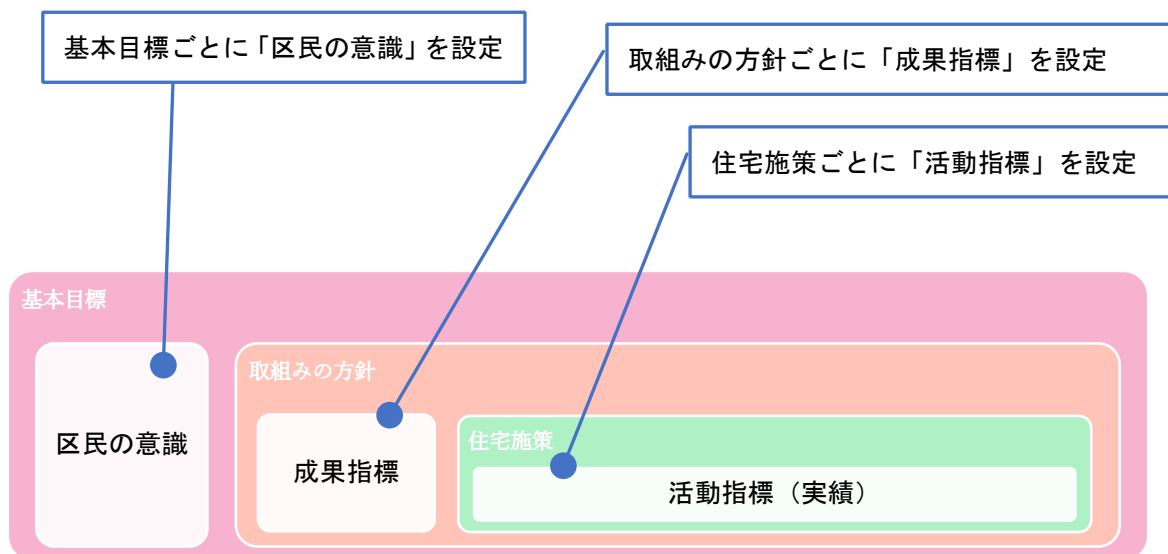 基本目標ごとに「区民の意識」を設定
取組みの方針ごとに「成果指標」を設定
住宅施策ごとに「活動指標」を設定
基本目標
取組みの方針
区民の意識
成果指標
住宅施策
活動指標（実績）